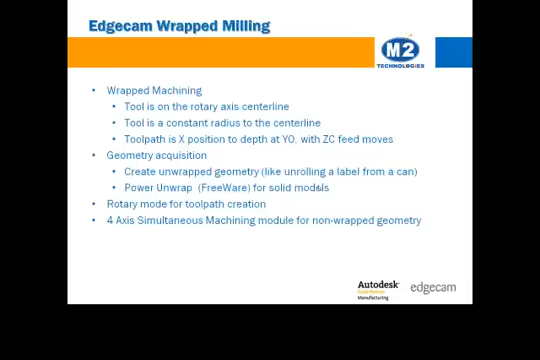 Edgecam Wrapped Milling
M2
TECHNOLOGIES
• Wrapped Machining
• Tool is on the rotary axis centerline
• Tool is a constant radius to the centerline
• Toolpath is X position to depth at Y0, with ZC feed moves
• Geometry acquisition
• Create unwrapped geometry (like unrolling a label from a can)
• Power Unwrap (FreeWare) for solid models
• Rotary mode for toolpath creation
• 4 Axis Simultaneous Machining module for non-wrapped geometry
Autodesk
Manufacturing
edgecam